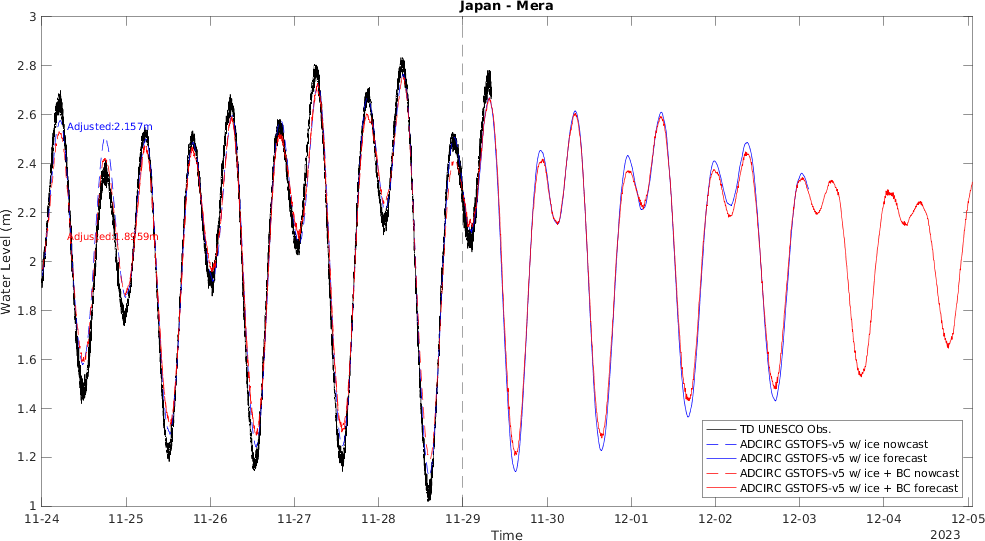 Japan - Mera
3
2.8
2.6
2.4
2.2
2
1.8
1.6
1.4
1.2
1
Water Level (m)
Adjusted:2.157m
Adjusted:1.8959m
TD UNESCO Obs.
ADCIRC GSTOFS-v5 w/ ice nowcast
ADCIRC GSTOFS-v5 w/ ice forecast
ADCIRC GSTOFS-v5 w/ ice + BC nowcast
ADCIRC GSTOFS-v5 w/ ice + BC forecast
11-24 11-25 11-26 11-27 11-28 11-29 11-30 12-01 12-02 12-03 12-04 12-05
Time
2023